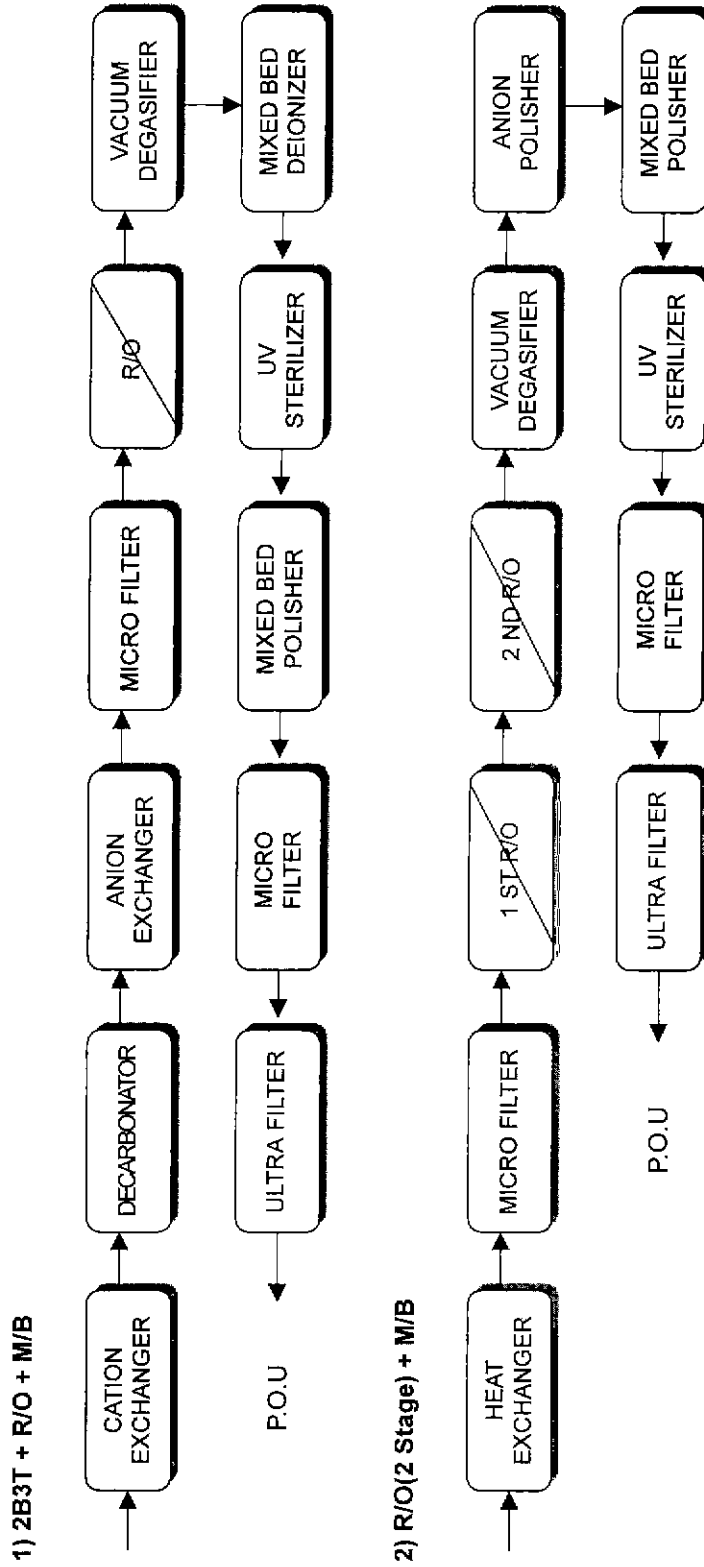 1) 2B3T + R/O + M/B
CATION
EXCHANGER
DECARBONATOR
ANION
EXCHANGER
MICRO FILTER
R/O
VACUUM
DEGASIFIER
MIXED BED
DEIONIZER
UV
STERILIZER
MIXED BED
POLISHER
MICRO
FILTER
ULTRA FILTER
P.O.U
2) R/O(2 Stage) + M/B
HEAT
EXCHANGER
MICRO FILTER
1 ST R/O
2 ND R/O
VACUUM
DEGASIFIER
ANION
POLISHER
MIXED BED
POLISHER
UV
STERILIZER
MICRO
FILTER
ULTRA FILTER
P.O.U